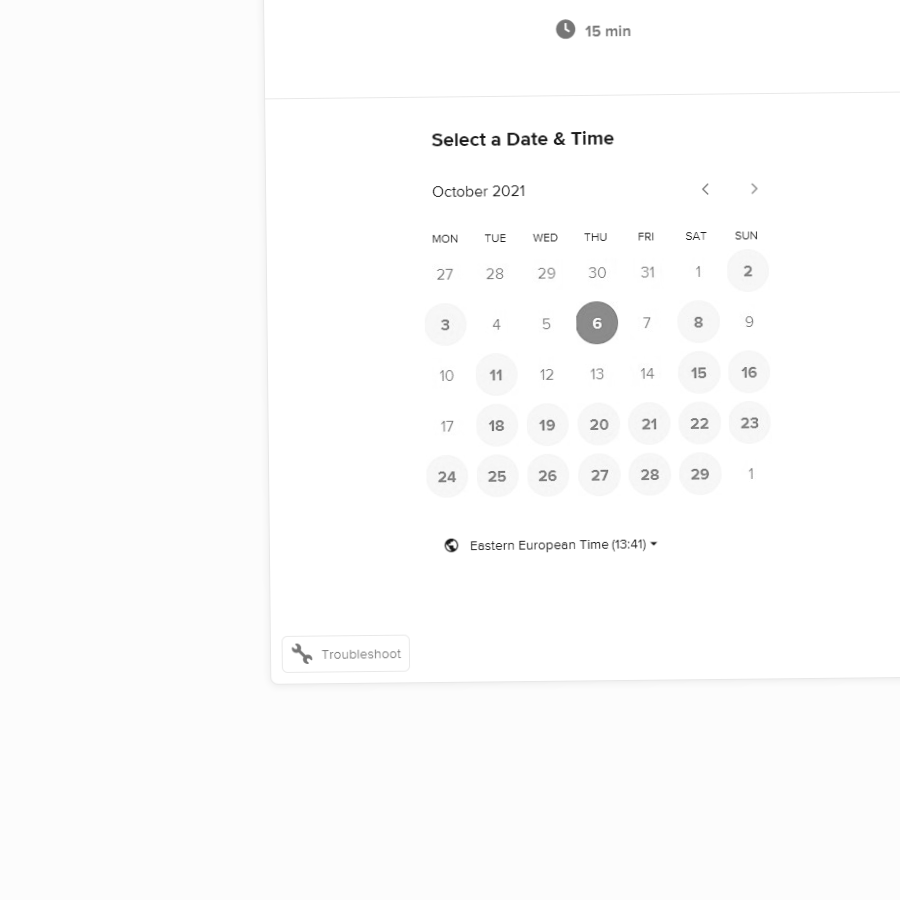 15 min
Select a Date & Time
October 2021
MON TUE WED THU FRI SAT SUN
27 28 29 30 31 1 2
3 4 5 6 7 8 9
10 11 12 13 14 15 16
17 18 19 20 21 22 23
24 25 26 27 28 29 1
Eastern European Time (13:41)
Troubleshoot